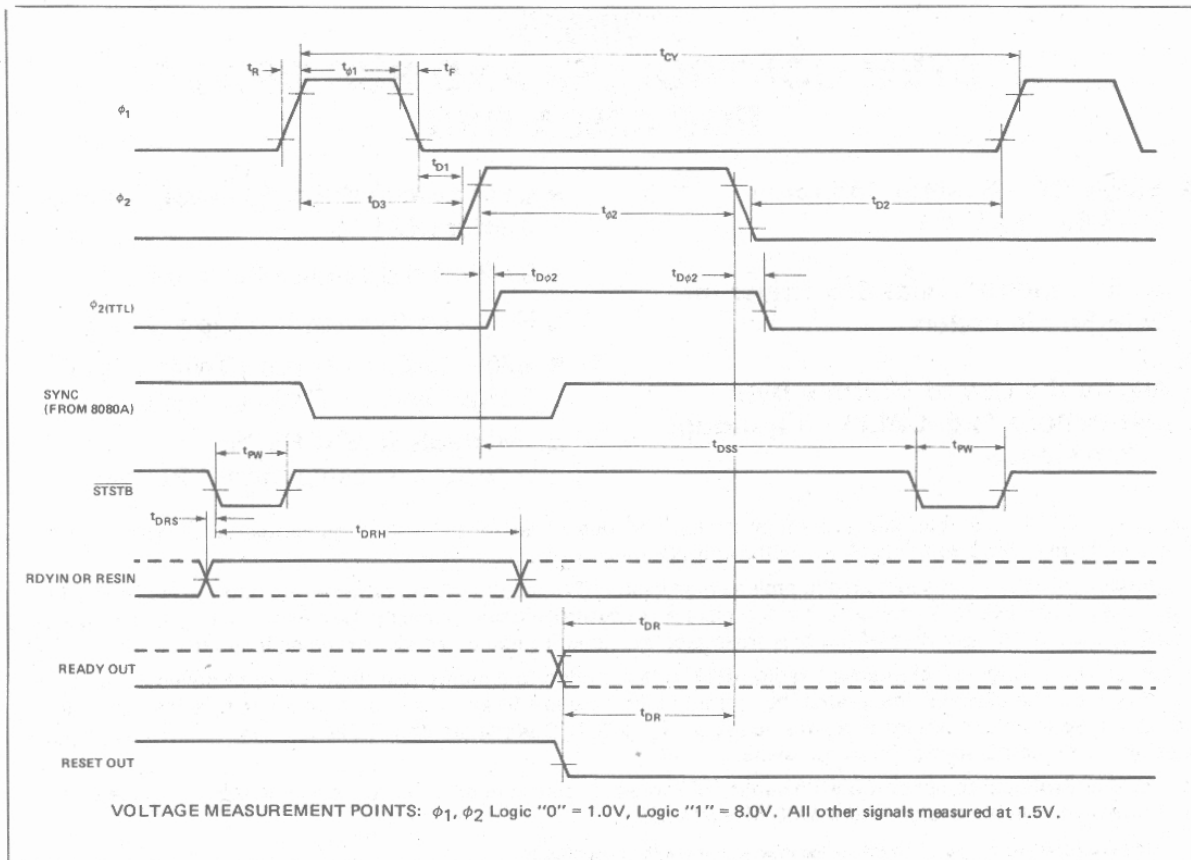 tCY
tR tφ1 tF
φ1
tD1
φ2 tD3 tφ2 tD2
tDφ2 tDφ2
φ2(TTL)
SYNC
(FROM 8080A)
tPW tDSS tPW
STSTB
tDRS tDRH
RDYIN OR RESIN
tDR
READY OUT
tDR
RESET OUT
VOLTAGE MEASUREMENT POINTS: φ1, φ2 Logic "0" = 1.0V, Logic "1" = 8.0V. All other signals measured at 1.5V.